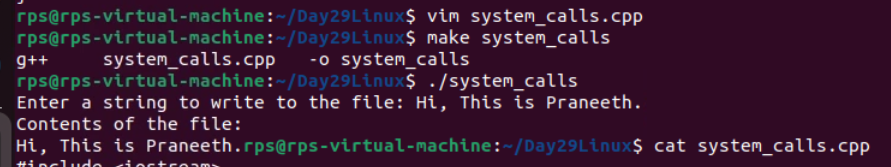 rps@rps-virtual-machine:~/Day29Linux$ vim system_calls.cpp
rps@rps-virtual-machine:~/Day29Linux$ make system_calls
g++     system_calls.cpp   -o system_calls
rps@rps-virtual-machine:~/Day29Linux$ ./system_calls
Enter a string to write to the file: Hi, This is Praneeth.
Contents of the file:
Hi, This is Praneeth.rps@rps-virtual-machine:~/Day29Linux$ cat system_calls.cpp
#include <iostream>